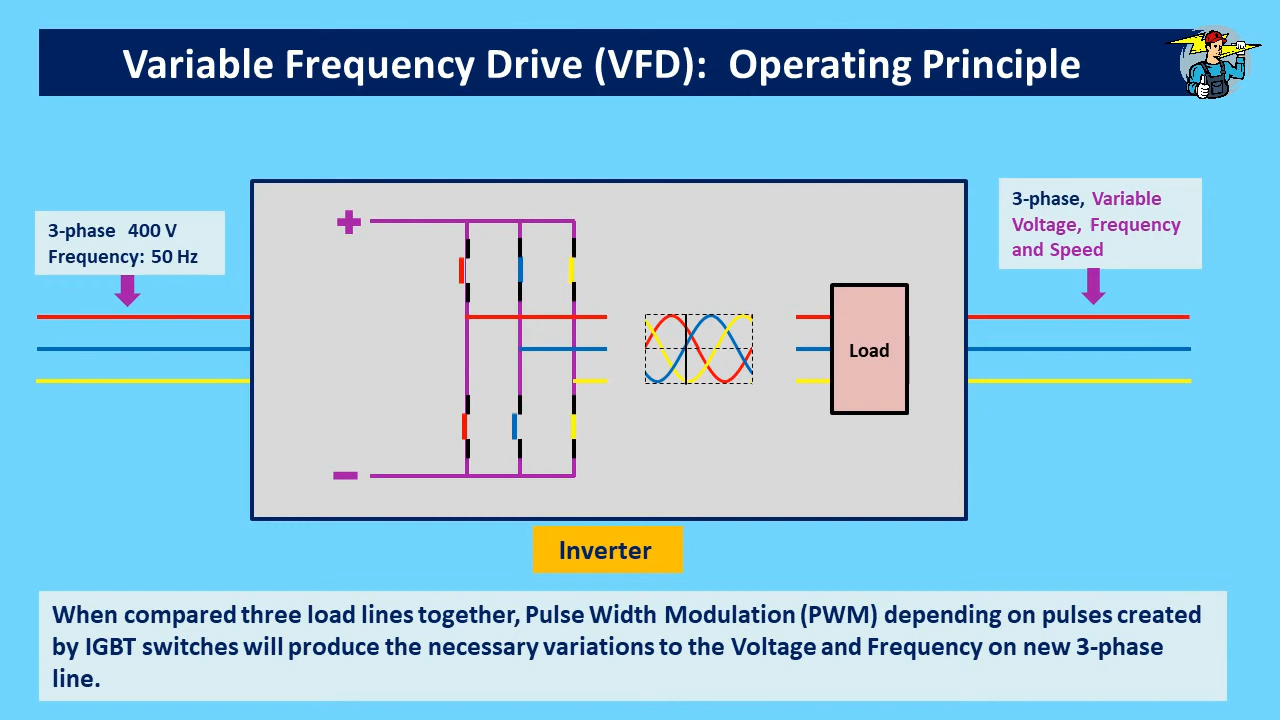 Variable Frequency Drive (VFD): Operating Principle
3-phase 400 V
Frequency: 50 Hz
3-phase, Variable
Voltage, Frequency
and Speed
Load
Inverter
When compared three load lines together, Pulse Width Modulation (PWM) depending on pulses created
by IGBT switches will produce the necessary variations to the Voltage and Frequency on new 3-phase
line.